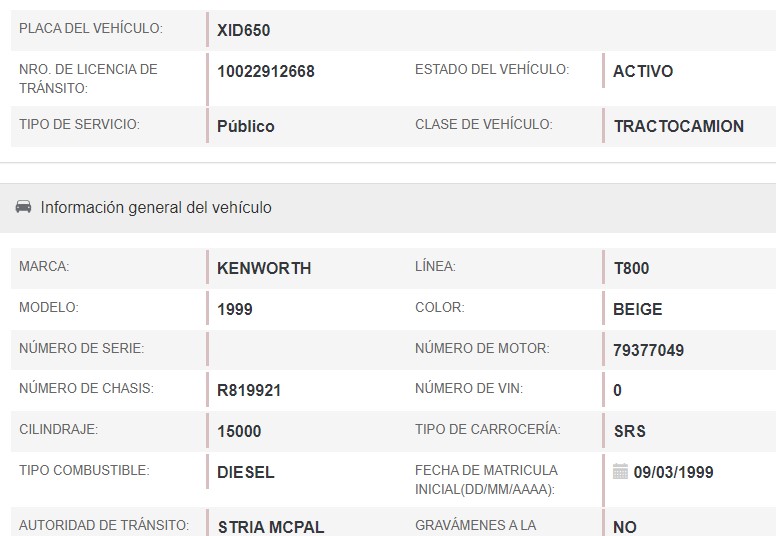 PLACA DEL VEHÍCULO: XID650
NRO. DE LICENCIA DE TRÁNSITO: 10022912668 ESTADO DEL VEHÍCULO: ACTIVO
TIPO DE SERVICIO: Público CLASE DE VEHÍCULO: TRACTOCAMION
Información general del vehículo
MARCA: KENWORTH LÍNEA: T800
MODELO: 1999 COLOR: BEIGE
NÚMERO DE SERIE: NÚMERO DE MOTOR: 79377049
NÚMERO DE CHASIS: R819921 NÚMERO DE VIN: 0
CILINDRAJE: 15000 TIPO DE CARROCERÍA: SRS
TIPO COMBUSTIBLE: DIESEL FECHA DE MATRICULA INICIAL(DD/MM/AAAA): 09/03/1999
AUTORIDAD DE TRÁNSITO: STRIA MCPAL GRAVÁMENES A LA NO